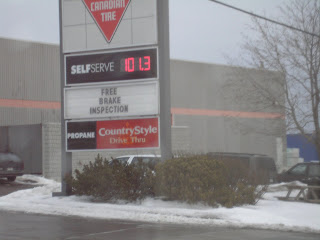 CANADIAN
TIRE
SELFSERVE 101.3
FREE
BRAKE
INSPECTION
PROPANE CountryStyle
Drive Thru